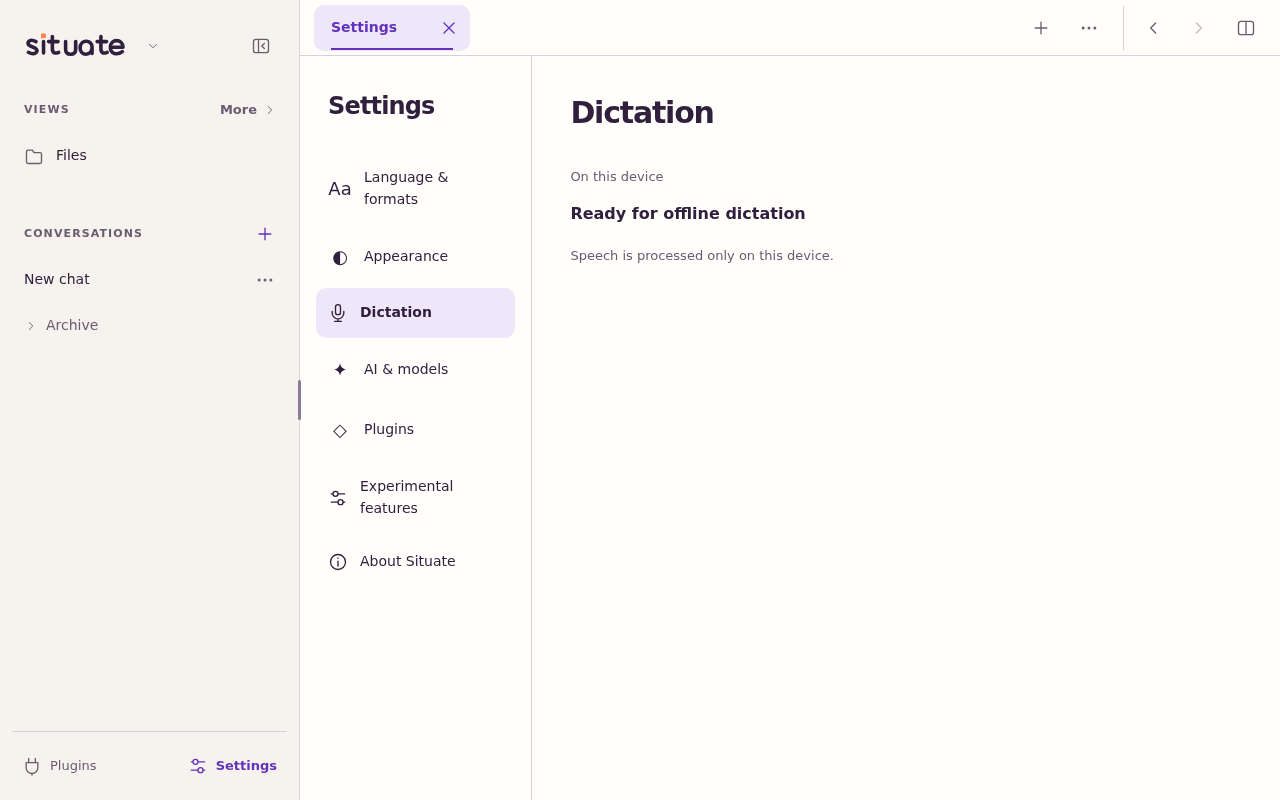 situate
VIEWS
More
Files
CONVERSATIONS
New chat
Archive
Plugins
Settings
Settings
Settings
Aa
Language &
formats
Appearance
Dictation
AI & models
Plugins
Experimental
features
About Situate
Dictation
On this device
Ready for offline dictation
Speech is processed only on this device.